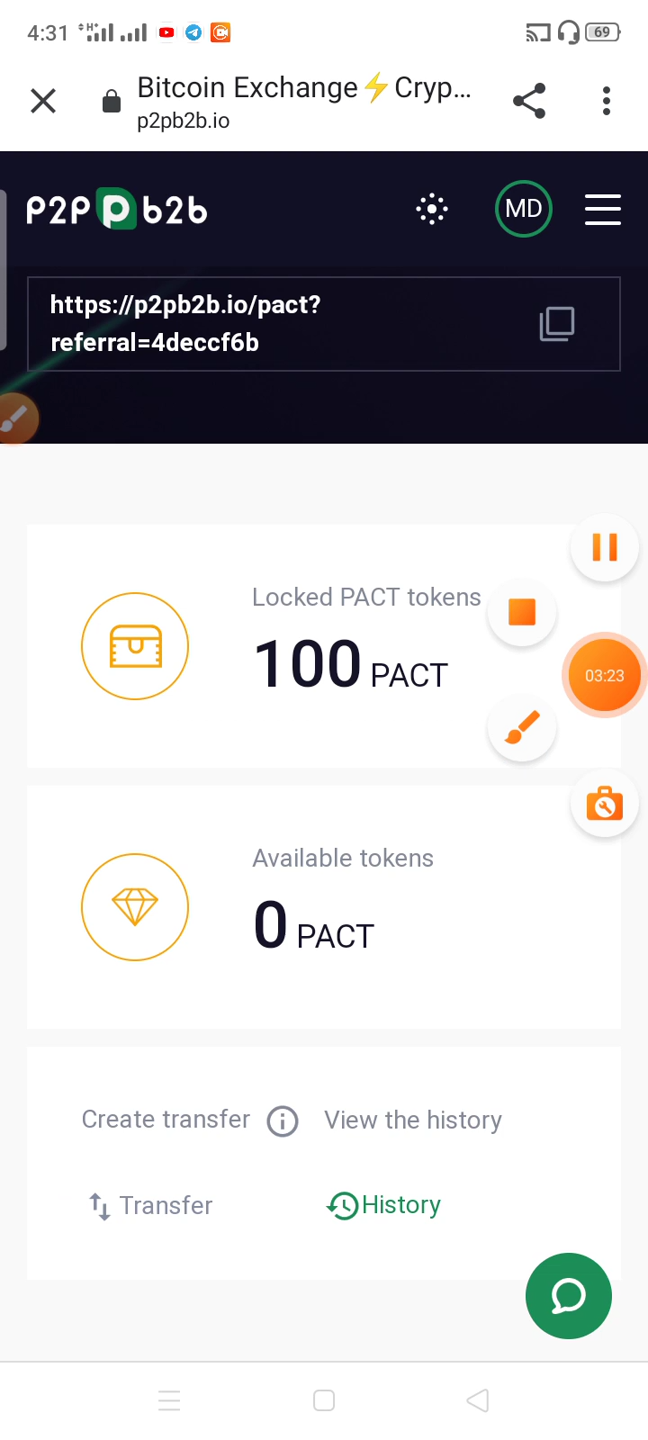 4:31 H+ 69
Bitcoin Exchange⚡Cryp...
p2pb2b.io
P2P b2b MD
https://p2pb2b.io/pact?
referral=4deccf6b
Locked PACT tokens
100 PACT
03:23
Available tokens
0 PACT
Create transfer View the history
Transfer History